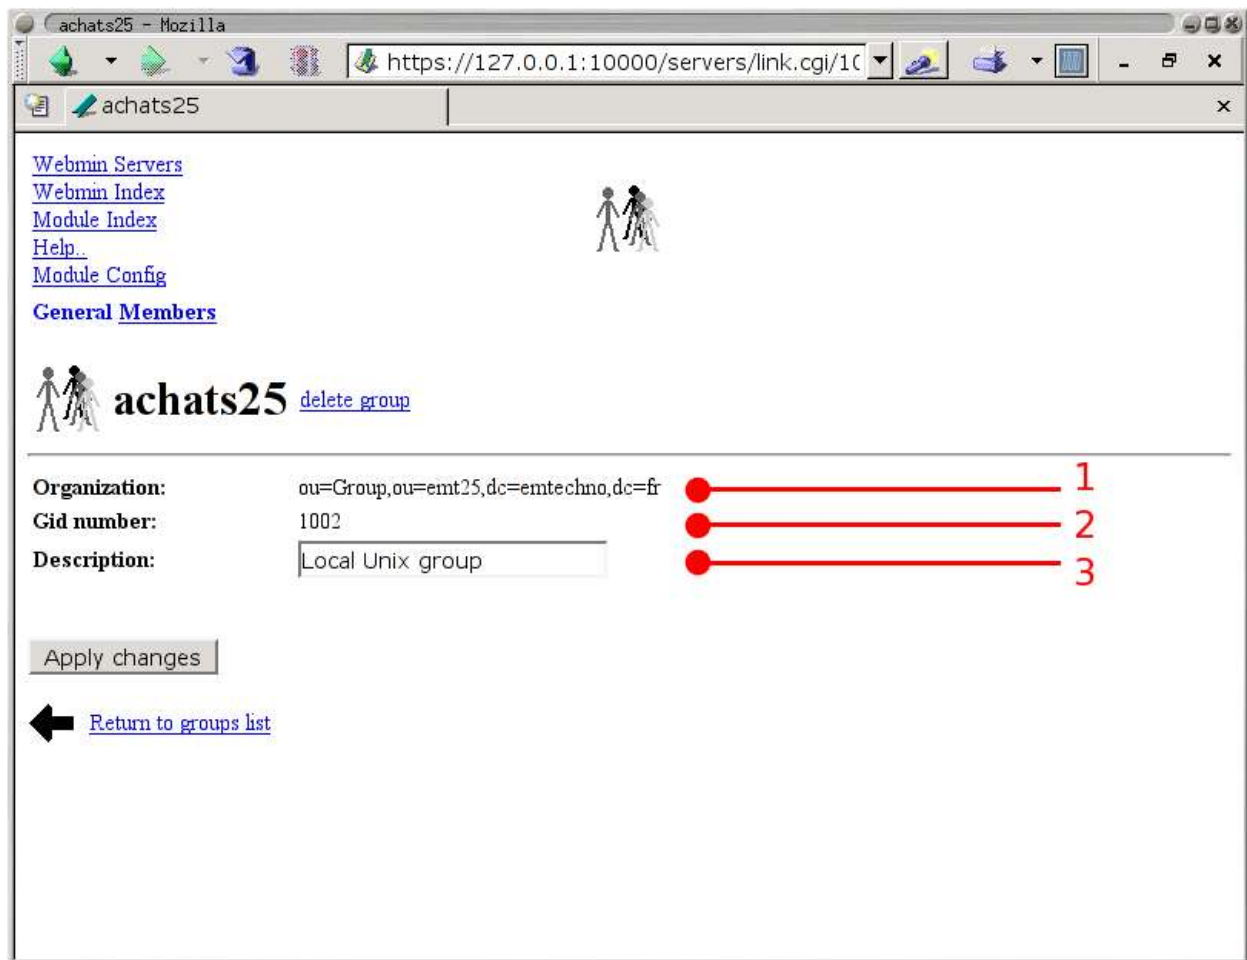 achats25 - Mozilla
https://127.0.0.1:10000/servers/link.cgi/10
achats25
Webmin Servers
Webmin Index
Module Index
Help..
Module Config
General Members
achats25 delete group
Organization: ou=Group,ou=emt25,dc=emtechno,dc=fr 1
Gid number: 1002 2
Description: Local Unix group 3
Apply changes
Return to groups list